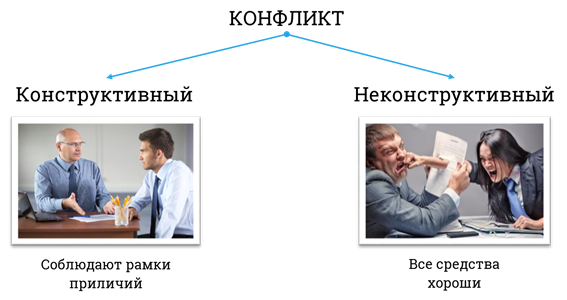 КОНФЛИКТ
Конструктивный
Неконструктивный
Соблюдают рамки
приличий
Все средства
хороши